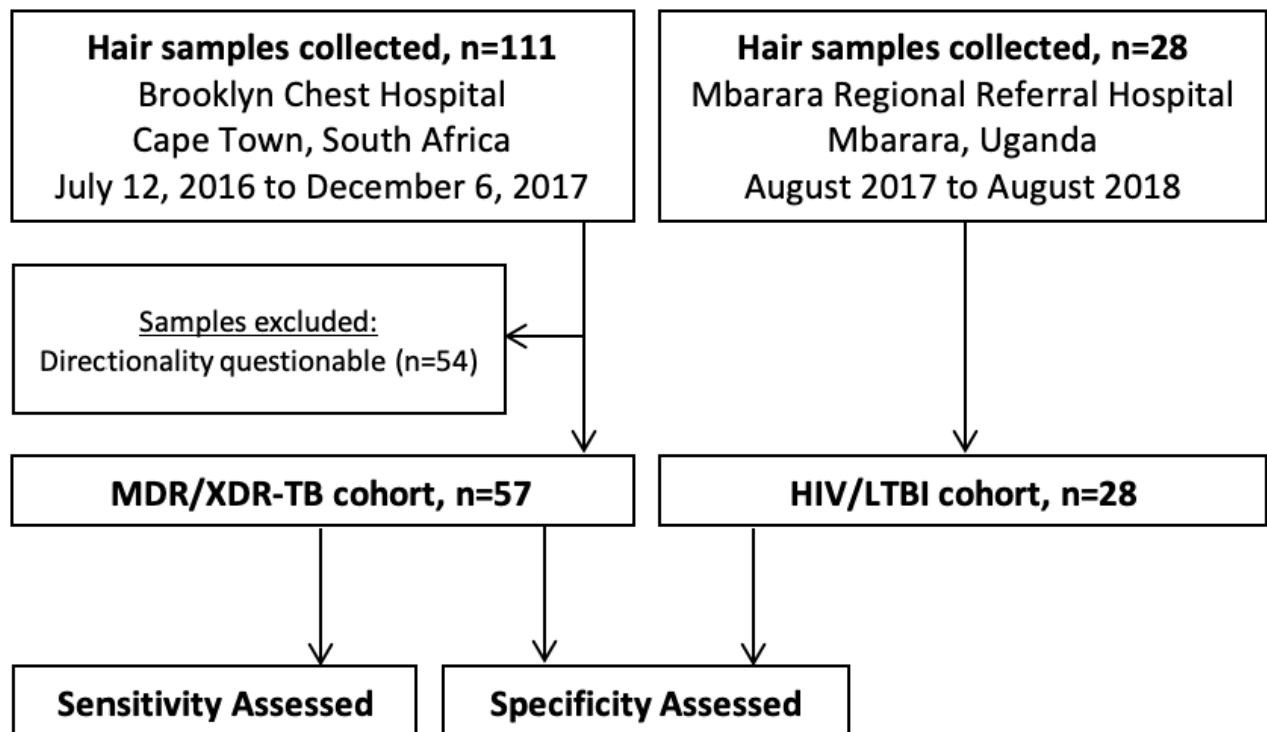 Hair samples collected, n=111
Brooklyn Chest Hospital
Cape Town, South Africa
July 12, 2016 to December 6, 2017
Hair samples collected, n=28
Mbarara Regional Referral Hospital
Mbarara, Uganda
August 2017 to August 2018
Samples excluded:
Directionality questionable (n=54)
MDR/XDR-TB cohort, n=57
HIV/LTBI cohort, n=28
Sensitivity Assessed
Specificity Assessed